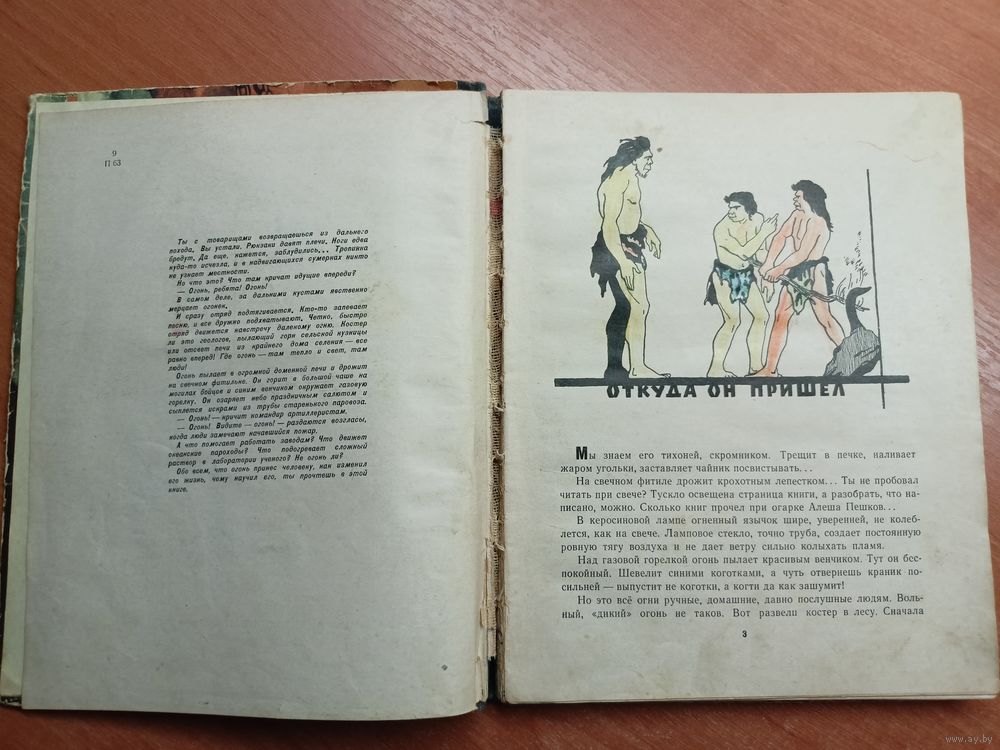 9
П 63
Ты с товарищами возвращаешься из дальнего
похода. Вы устали. Рюкзаки давят плечи. Ноги едва
бредут. Да еще, кажется, заблудились... Тропинка
куда-то исчезла, и в надвигающихся сумерках никто
не узнает местности.
Но что это? Что там кричат идущие впереди?
— Огонь, ребята! Огонь!
В самом деле, за дальними кустами явственно
мерцает огонек.
И сразу отряд подтягивается. Кто-то запевает
песню, и все дружно подхватывают. Четко, быстро
отряд движется навстречу далекому огню. Костер
ли это геологов, пылающий горн сельской кузницы
или отсвет печи из крайнего дома селения — все
равно вперед! Где огонь — там тепло и свет, там
люди!
Огонь пылает в огромной доменной печи и дрожит
на свечном фитильке. Он горит в большой чаше на
могилах бойцов и синим венчиком окружает газовую
горелку. Он озаряет небо праздничным салютом и
сыплется искрами из трубы старенького паровоза.
— Огонь! — кричит командир артиллеристам.
— Огонь! Видите — огонь! — раздаются возгласы,
когда люди замечают начавшийся пожар.
А что помогает работать заводам? Что движет
океанские пароходы? Что подогревает сложный
раствор в лаборатории ученого? Не огонь ли?
Обо всем, что огонь принес человеку, как изменил
его жизнь, чему научил его, ты прочтешь в этой
книге.
ОТКУДА ОН ПРИШЕЛ
Мы знаем его тихоней, скромником. Трещит в печке, наливает
жаром угольки, заставляет чайник посвистывать...
На свечном фитиле дрожит крохотным лепестком... Ты не пробовал
читать при свече? Тускло освещена страница книги, а разобрать, что на-
писано, можно. Сколько книг прочел при огарке Алеша Пешков...
В керосиновой лампе огненный язычок шире, уверенней, не колеб-
лется, как на свече. Ламповое стекло, точно труба, создает постоянную
ровную тягу воздуха и не дает ветру сильно колыхать пламя.
Над газовой горелкой огонь пылает красивым венчиком. Тут он бес-
покойный. Шевелит синими коготками, а чуть отвернешь краник по-
сильней — выпустит не коготки, а когти да как зашумит!
Но это всё огни ручные, домашние, давно послушные людям. Воль-
ный, «дикий» огонь не таков. Вот развели костер в лесу. Сначала
3
www.ay.by